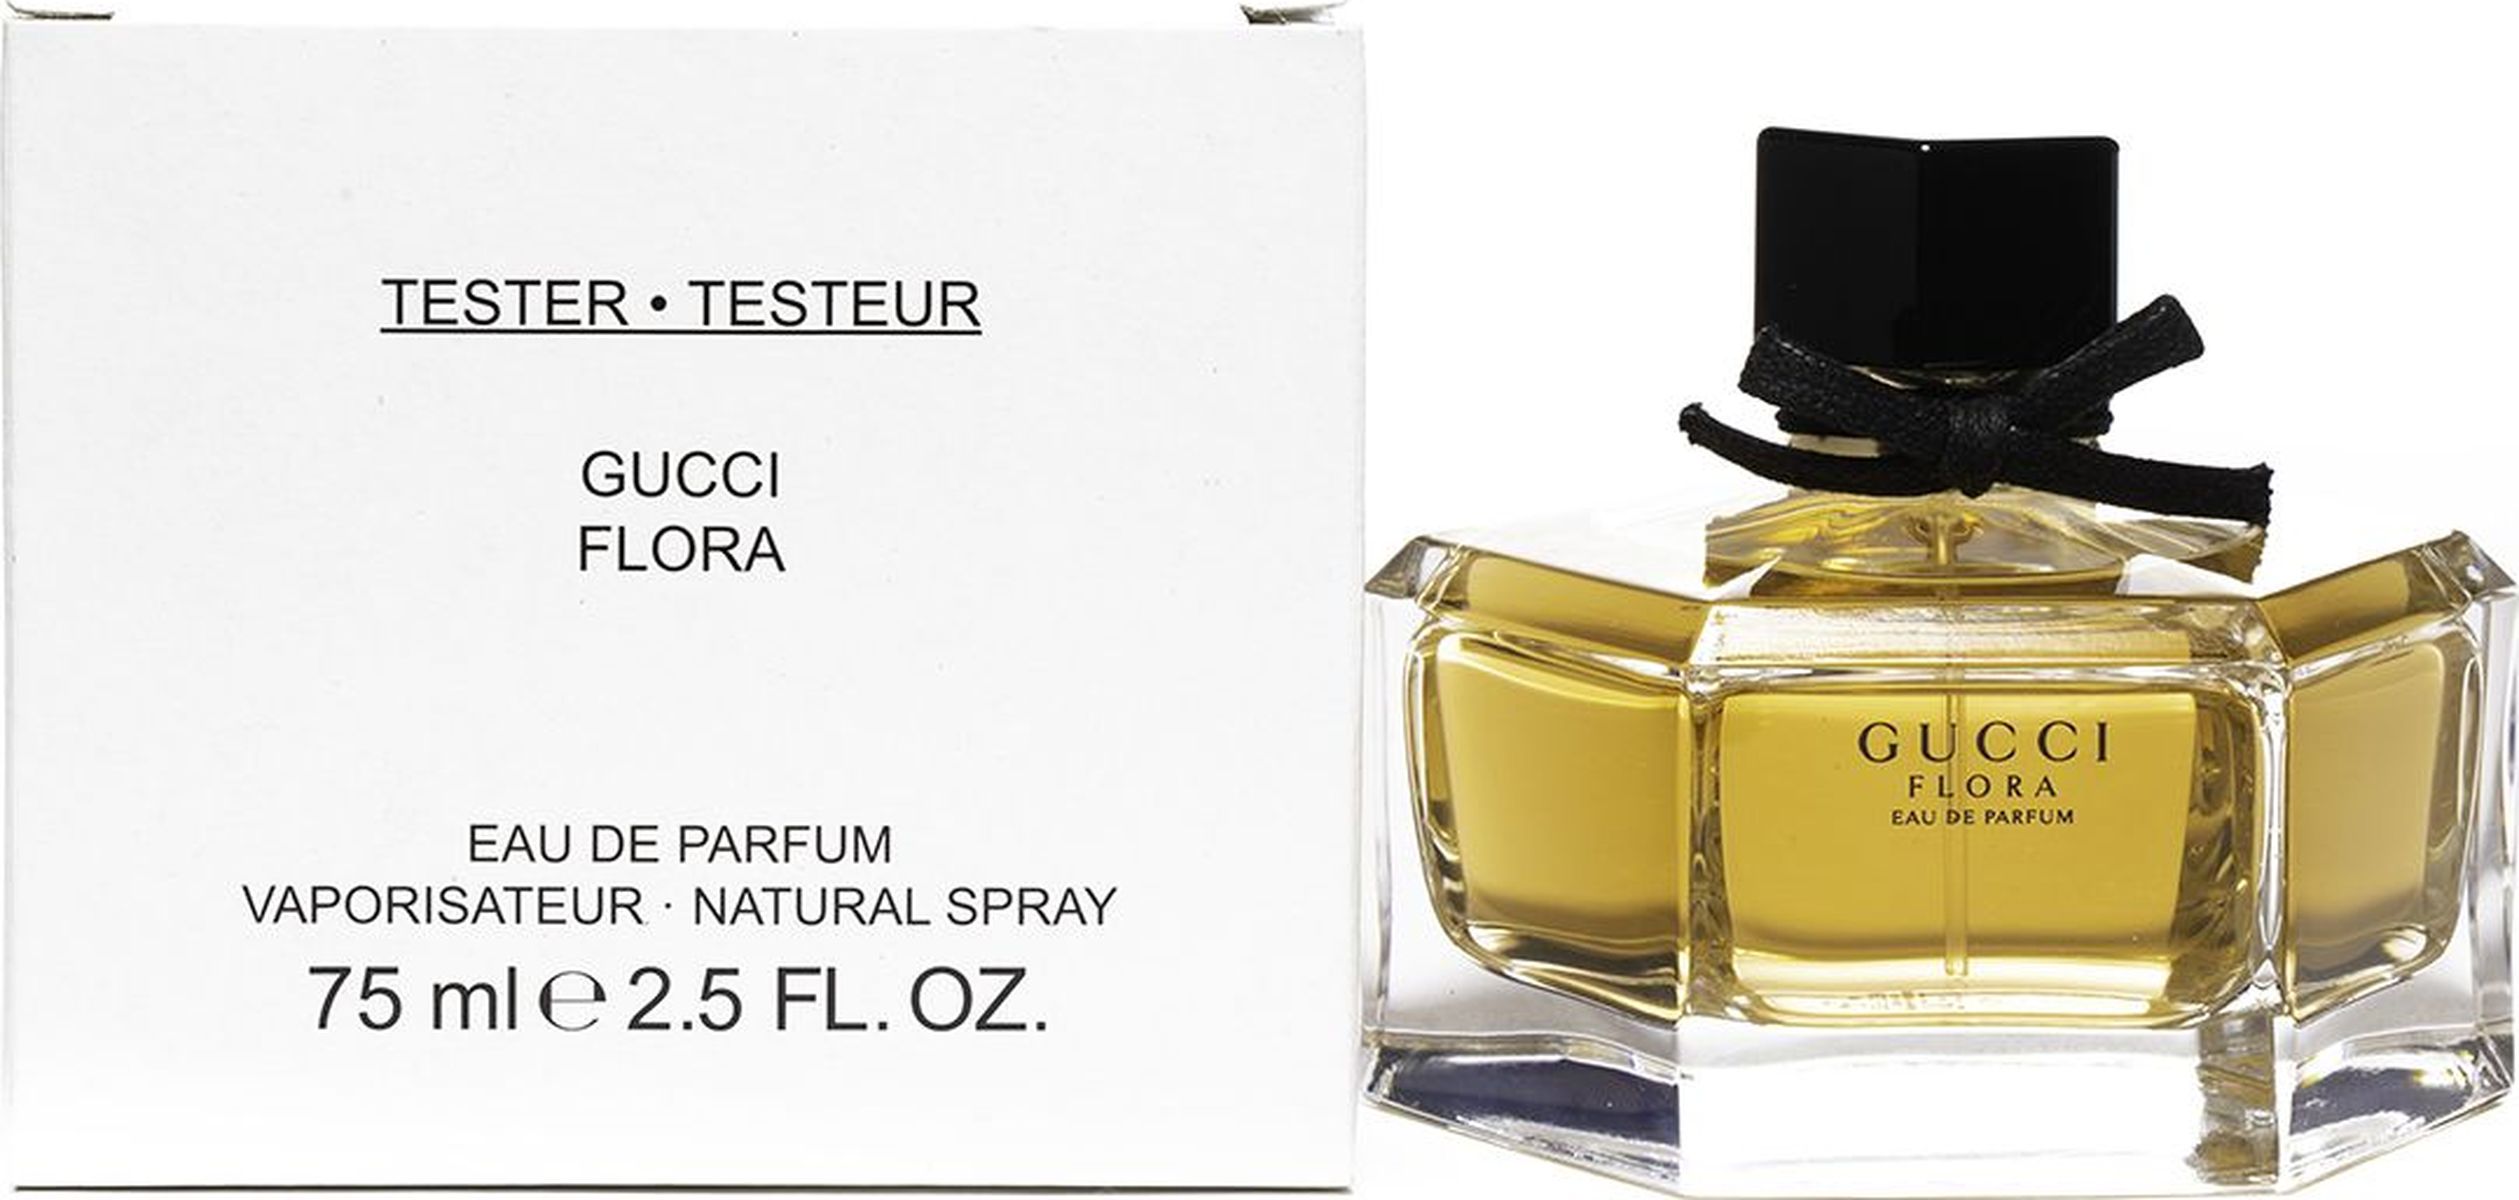 TESTER • TESTEUR
GUCCI
FLORA
EAU DE PARFUM
VAPORISATEUR · NATURAL SPRAY
75 ml ℮ 2.5 FL. OZ.
GUCCI
FLORA
EAU DE PARFUM